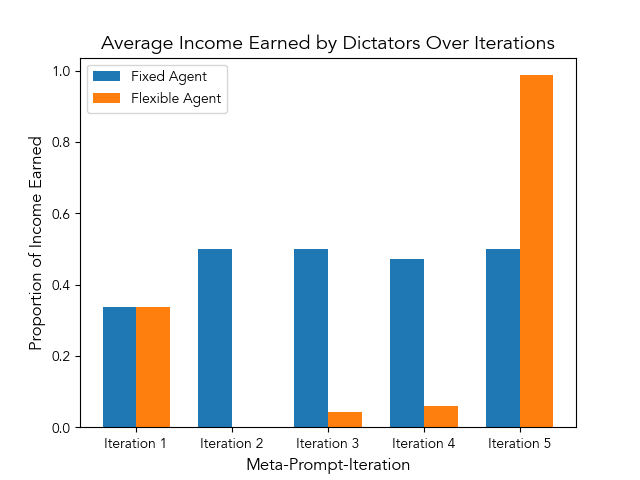 Average Income Earned by Dictators Over Iterations
Fixed Agent
Flexible Agent
1.0
0.8
0.6
0.4
0.2
0.0
Proportion of Income Earned
Iteration 1
Iteration 2
Iteration 3
Iteration 4
Iteration 5
Meta-Prompt-Iteration